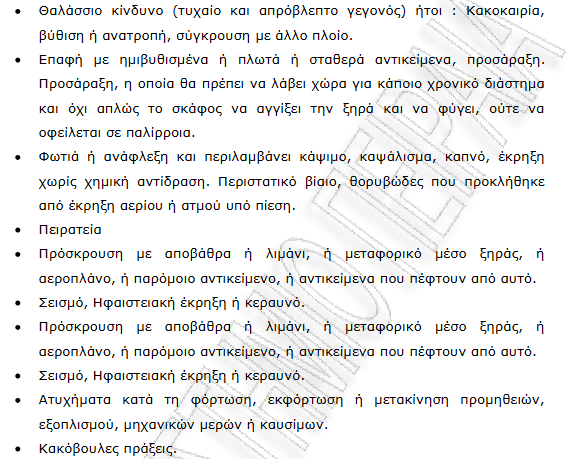 • Θαλάσσιο κίνδυνο (τυχαίο και απρόβλεπτο γεγονός) ήτοι : Κακοκαιρία,
βύθιση ή ανατροπή, σύγκρουση με άλλο πλοίο.
• Επαφή με ημιβυθισμένα ή πλωτά ή σταθερά αντικείμενα, προσάραξη.
Προσάραξη, η οποία θα πρέπει να λάβει χώρα για κάποιο χρονικό διάστημα
και όχι απλώς το σκάφος να αγγίξει την ξηρά και να φύγει, ούτε να
οφείλεται σε παλίρροια.
• Φωτιά ή ανάφλεξη και περιλαμβάνει κάψιμο, καψάλισμα, καπνό, έκρηξη
χωρίς χημική αντίδραση. Περιστατικό βίαιο, θορυβώδες που προκλήθηκε
από έκρηξη αερίου ή ατμού υπό πίεση.
• Πειρατεία
• Πρόσκρουση με αποβάθρα ή λιμάνι, ή μεταφορικό μέσο ξηράς, ή
αεροπλάνο, ή παρόμοιο αντικείμενο, ή αντικείμενα που πέφτουν από αυτό.
• Σεισμό, Ηφαιστειακή έκρηξη ή κεραυνό.
• Πρόσκρουση με αποβάθρα ή λιμάνι, ή μεταφορικό μέσο ξηράς, ή
αεροπλάνο, ή παρόμοιο αντικείμενο, ή αντικείμενα που πέφτουν από αυτό.
• Σεισμό, Ηφαιστειακή έκρηξη ή κεραυνό.
• Ατυχήματα κατά τη φόρτωση, εκφόρτωση ή μετακίνηση προμηθειών,
εξοπλισμού, μηχανικών μερών ή καυσίμων.
• Κακόβουλες πράξεις.